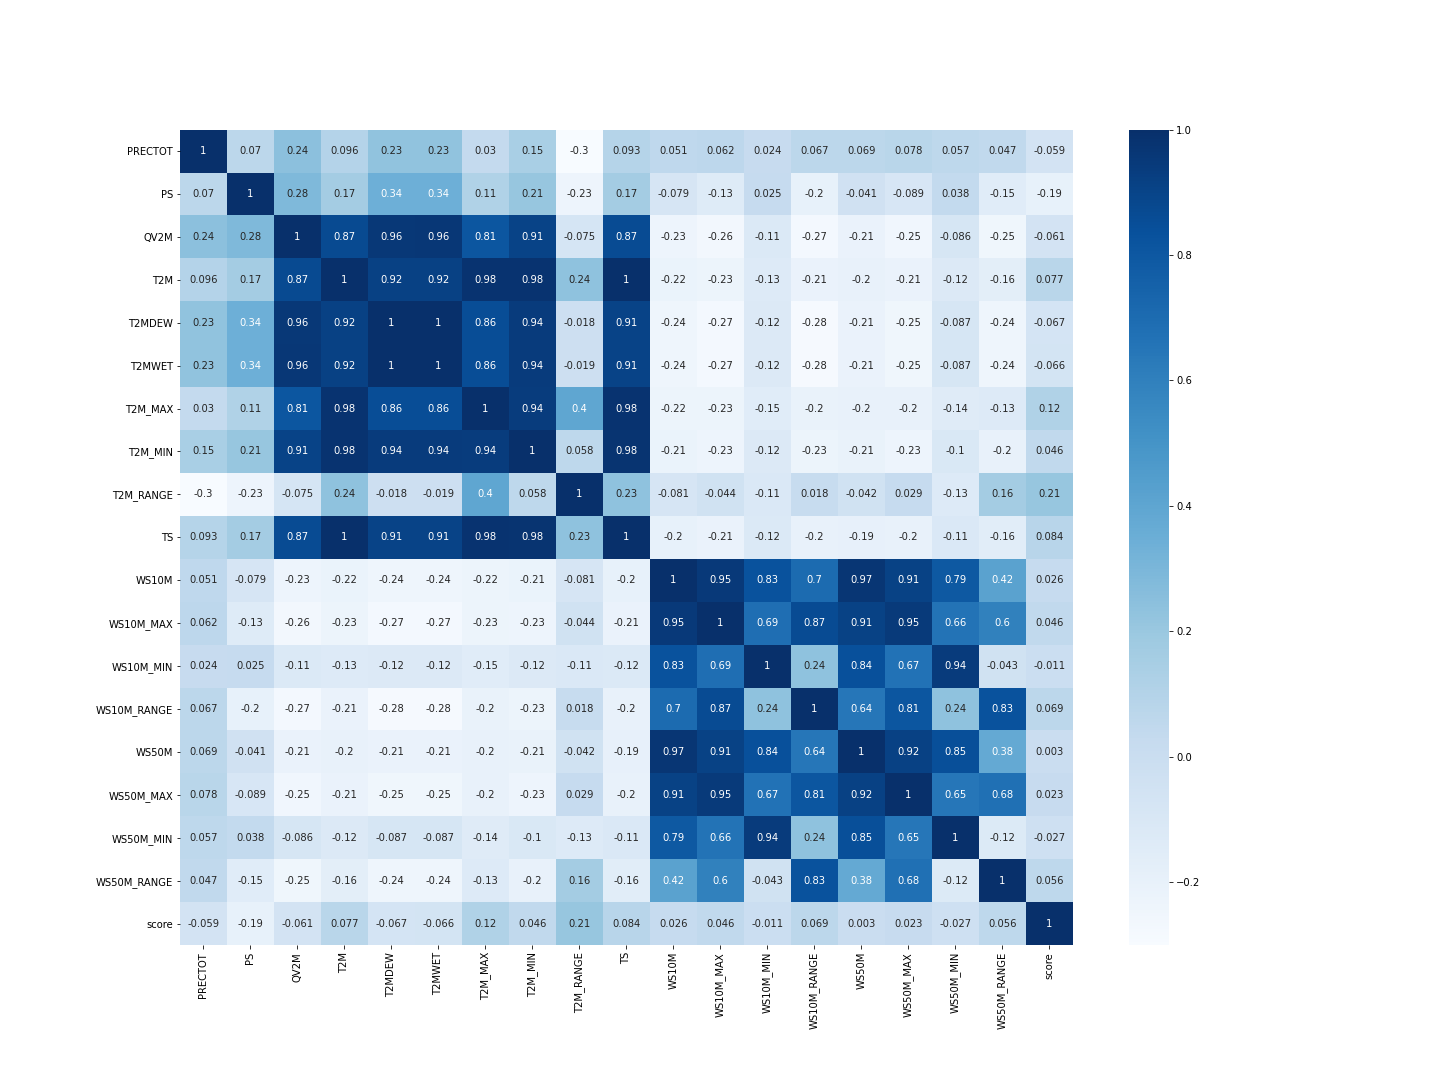 PRECTOT 1 0.07 0.24 0.096 0.23 0.23 0.03 0.15 -0.3 0.093 0.051 0.062 0.024 0.067 0.069 0.078 0.057 0.047 -0.059
PS 0.07 1 0.28 0.17 0.34 0.34 0.11 0.21 -0.23 0.17 -0.079 -0.13 0.025 -0.2 -0.041 -0.089 0.038 -0.15 -0.19
QV2M 0.24 0.28 1 0.87 0.96 0.96 0.81 0.91 -0.075 0.87 -0.23 -0.26 -0.11 -0.27 -0.21 -0.25 -0.086 -0.25 -0.061
T2M 0.096 0.17 0.87 1 0.92 0.92 0.98 0.98 0.24 1 -0.22 -0.23 -0.13 -0.21 -0.2 -0.21 -0.12 -0.16 0.077
T2MDEW 0.23 0.34 0.96 0.92 1 1 0.86 0.94 -0.018 0.91 -0.24 -0.27 -0.12 -0.28 -0.21 -0.25 -0.087 -0.24 -0.067
T2MWET 0.23 0.34 0.96 0.92 1 1 0.86 0.94 -0.019 0.91 -0.24 -0.27 -0.12 -0.28 -0.21 -0.25 -0.087 -0.24 -0.066
T2M_MAX 0.03 0.11 0.81 0.98 0.86 0.86 1 0.94 0.4 0.98 -0.22 -0.23 -0.15 -0.2 -0.2 -0.2 -0.14 -0.13 0.12
T2M_MIN 0.15 0.21 0.91 0.98 0.94 0.94 0.94 1 0.058 0.98 -0.21 -0.23 -0.12 -0.23 -0.21 -0.23 -0.1 -0.2 0.046
T2M_RANGE -0.3 -0.23 -0.075 0.24 -0.018 -0.019 0.4 0.058 1 0.23 -0.081 -0.044 -0.11 0.018 -0.042 0.029 -0.13 0.16 0.21
TS 0.093 0.17 0.87 1 0.91 0.91 0.98 0.98 0.23 1 -0.2 -0.21 -0.12 -0.2 -0.19 -0.2 -0.11 -0.16 0.084
WS10M 0.051 -0.079 -0.23 -0.22 -0.24 -0.24 -0.22 -0.21 -0.081 -0.2 1 0.95 0.83 0.7 0.97 0.91 0.79 0.42 0.026
WS10M_MAX 0.062 -0.13 -0.26 -0.23 -0.27 -0.27 -0.23 -0.23 -0.044 -0.21 0.95 1 0.69 0.87 0.91 0.95 0.66 0.6 0.046
WS10M_MIN 0.024 0.025 -0.11 -0.13 -0.12 -0.12 -0.15 -0.12 -0.11 -0.12 0.83 0.69 1 0.24 0.84 0.67 0.94 -0.043 -0.011
WS10M_RANGE 0.067 -0.2 -0.27 -0.21 -0.28 -0.28 -0.2 -0.23 0.018 -0.2 0.7 0.87 0.24 1 0.64 0.81 0.24 0.83 0.069
WS50M 0.069 -0.041 -0.21 -0.2 -0.21 -0.21 -0.2 -0.21 -0.042 -0.19 0.97 0.91 0.84 0.64 1 0.92 0.85 0.38 0.003
WS50M_MAX 0.078 -0.089 -0.25 -0.21 -0.25 -0.25 -0.2 -0.23 0.029 -0.2 0.91 0.95 0.67 0.81 0.92 1 0.65 0.68 0.023
WS50M_MIN 0.057 0.038 -0.086 -0.12 -0.087 -0.087 -0.14 -0.1 -0.13 -0.11 0.79 0.66 0.94 0.24 0.85 0.65 1 -0.12 -0.027
WS50M_RANGE 0.047 -0.15 -0.25 -0.16 -0.24 -0.24 -0.13 -0.2 0.16 -0.16 0.42 0.6 -0.043 0.83 0.38 0.68 -0.12 1 0.056
score -0.059 -0.19 -0.061 0.077 -0.067 -0.066 0.12 0.046 0.21 0.084 0.026 0.046 -0.011 0.069 0.003 0.023 -0.027 0.056 1
PRECTOT PS QV2M T2M T2MDEW T2MWET T2M_MAX T2M_MIN T2M_RANGE TS WS10M WS10M_MAX WS10M_MIN WS10M_RANGE WS50M WS50M_MAX WS50M_MIN WS50M_RANGE score
1.0
0.8
0.6
0.4
0.2
0.0
−0.2